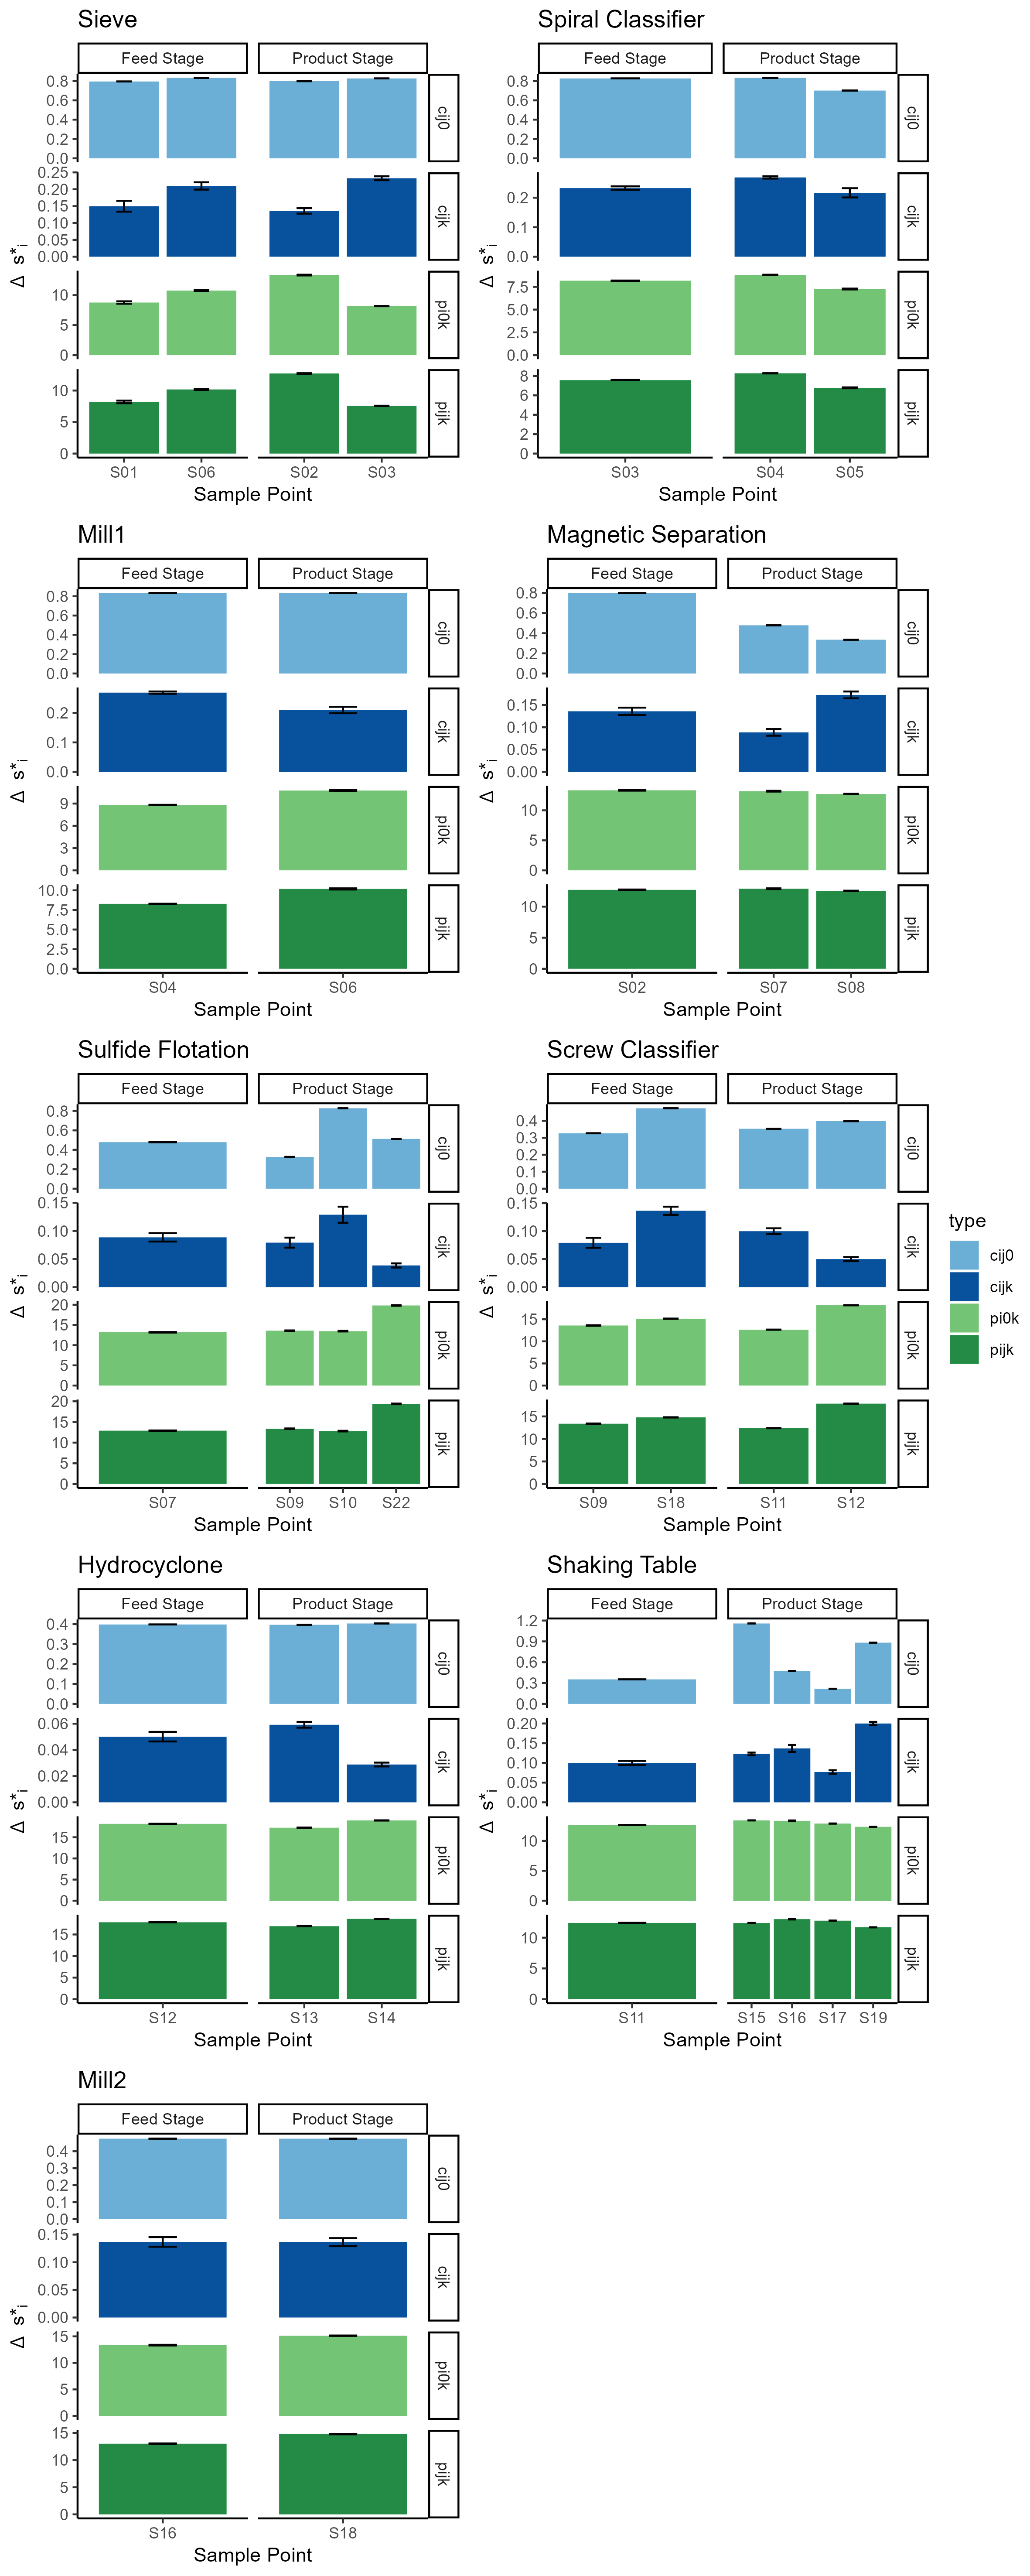 Sieve
Feed Stage Product Stage
0.8
0.6
0.4
0.2
0.0
cij0
0.25
0.20
0.15
0.10
0.05
0.00
cijk
10
5
0
pi0k
10
5
0
pijk
Δ s*i
S01 S06 S02 S03
Sample Point
Spiral Classifier
Feed Stage Product Stage
0.8
0.6
0.4
0.2
0.0
cij0
0.2
0.1
0.0
cijk
7.5
5.0
2.5
0.0
pi0k
8
6
4
2
0
pijk
Δ s*i
S03 S04 S05
Sample Point
Mill1
Feed Stage Product Stage
0.8
0.6
0.4
0.2
0.0
cij0
0.2
0.1
0.0
cijk
9
6
3
0
pi0k
10.0
7.5
5.0
2.5
0.0
pijk
Δ s*i
S04 S06
Sample Point
Magnetic Separation
Feed Stage Product Stage
0.8
0.6
0.4
0.2
0.0
cij0
0.15
0.10
0.05
0.00
cijk
10
5
0
pi0k
10
5
0
pijk
Δ s*i
S02 S07 S08
Sample Point
Sulfide Flotation
Feed Stage Product Stage
0.8
0.6
0.4
0.2
0.0
cij0
0.15
0.10
0.05
0.00
cijk
20
15
10
5
0
pi0k
20
15
10
5
0
pijk
Δ s*i
S07 S09 S10 S22
Sample Point
Screw Classifier
Feed Stage Product Stage
0.4
0.3
0.2
0.1
0.0
cij0
0.15
0.10
0.05
0.00
cijk
15
10
5
0
pi0k
15
10
5
0
pijk
Δ s*i
S09 S18 S11 S12
Sample Point
type
cij0
cijk
pi0k
pijk
Hydrocyclone
Feed Stage Product Stage
0.4
0.3
0.2
0.1
0.0
cij0
0.06
0.04
0.02
0.00
cijk
15
10
5
0
pi0k
15
10
5
0
pijk
Δ s*i
S12 S13 S14
Sample Point
Shaking Table
Feed Stage Product Stage
1.2
0.9
0.6
0.3
0.0
cij0
0.20
0.15
0.10
0.05
0.00
cijk
10
5
0
pi0k
10
5
0
pijk
Δ s*i
S11 S15 S16 S17 S19
Sample Point
Mill2
Feed Stage Product Stage
0.4
0.3
0.2
0.1
0.0
cij0
0.15
0.10
0.05
0.00
cijk
15
10
5
0
pi0k
15
10
5
0
pijk
Δ s*i
S16 S18
Sample Point